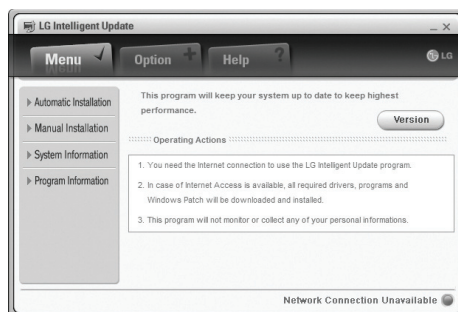 LG Intelligent Update
Menu
Option
Help
LG
Automatic Installation
Manual Installation
System Information
Program Information
This program will keep your system up to date to keep highest
performance.
Version
Operating Actions
1. You need the Internet connection to use the LG Intelligent Update program.
2. In case of Internet Access is available, all required drivers, programs and
Windows Patch will be downloaded and installed.
3. This program will not monitor or collect any of your personal informations.
Network Connection Unavailable